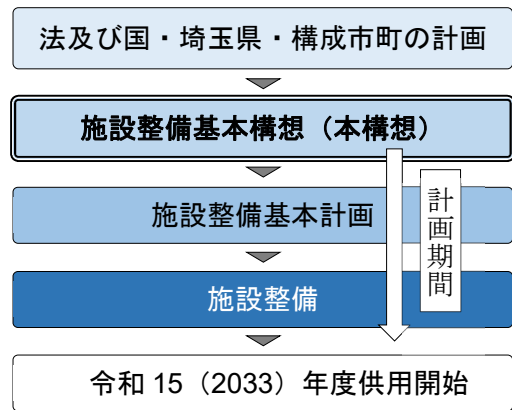 法及び国・埼玉県・構成市町の計画
施設整備基本構想（本構想）
施設整備基本計画
計画期間
施設整備
令和 15（2033）年度供用開始